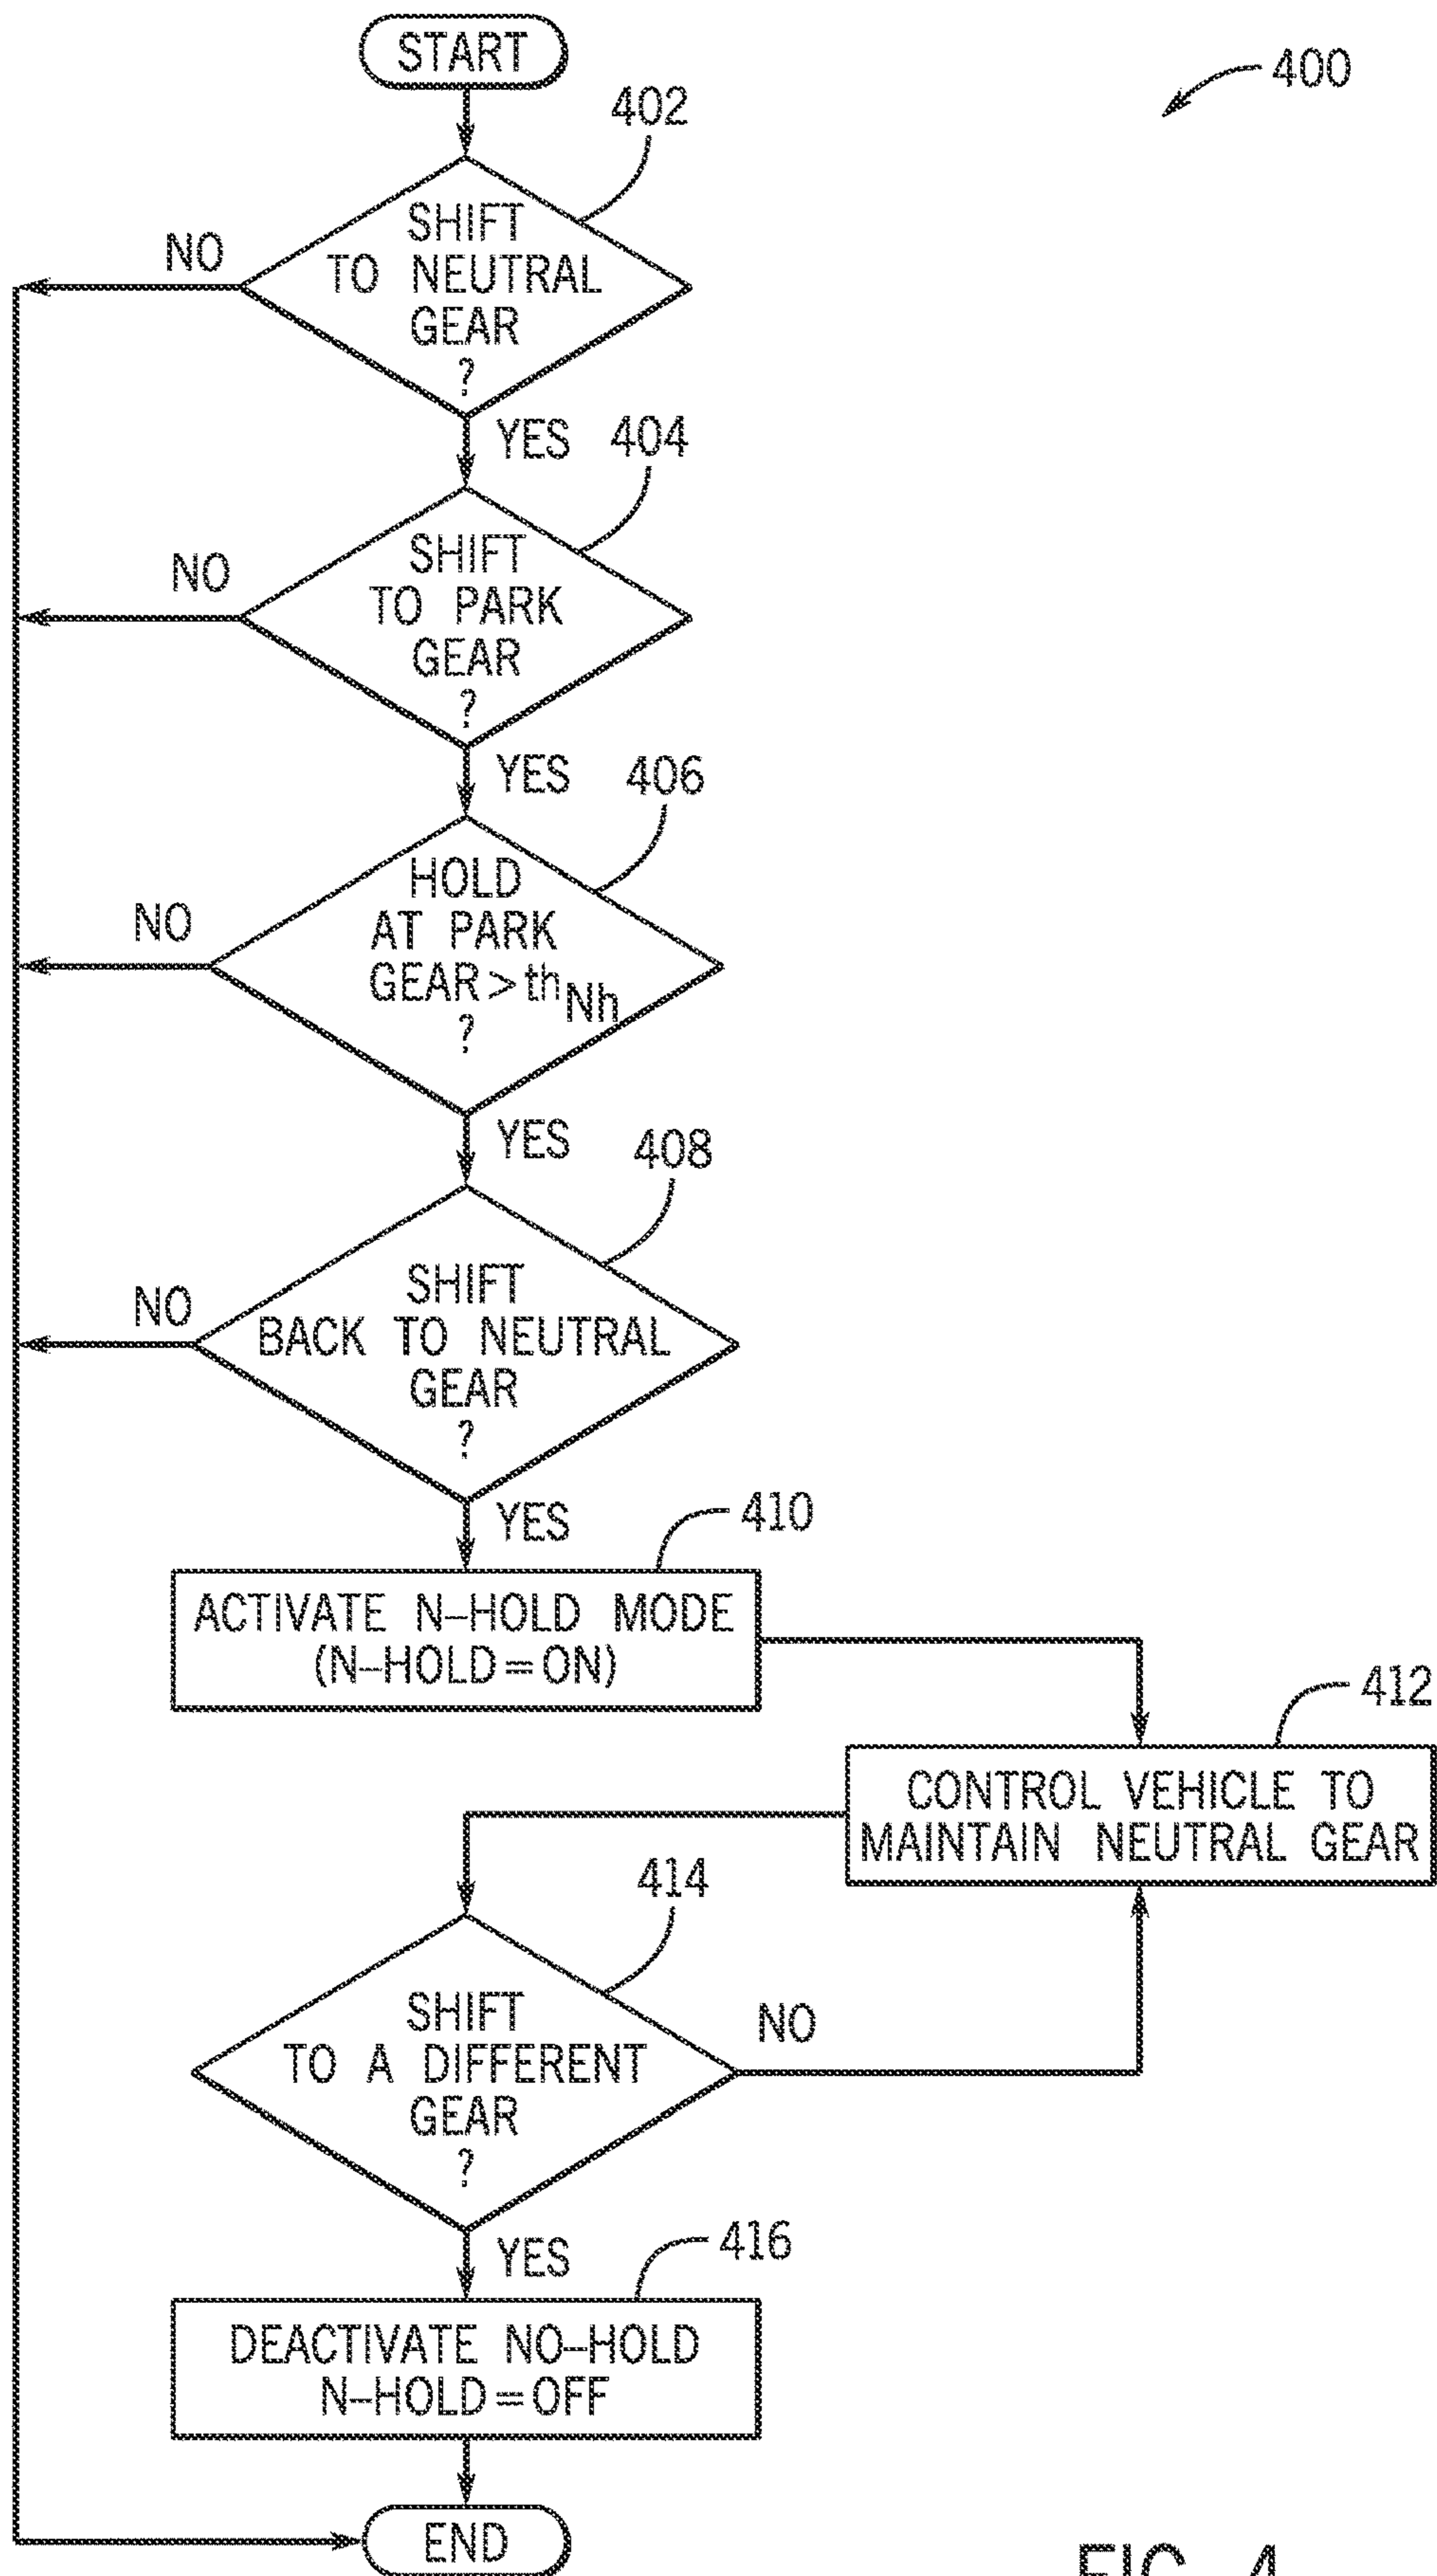 START
400
402
SHIFT
TO NEUTRAL
GEAR
?
NO
YES
404
SHIFT
TO PARK
GEAR
?
NO
YES
406
HOLD
AT PARK
GEAR > thNh
?
NO
YES
408
SHIFT
BACK TO NEUTRAL
GEAR
?
NO
YES
410
ACTIVATE N-HOLD MODE
(N-HOLD=ON)
412
CONTROL VEHICLE TO
MAINTAIN NEUTRAL GEAR
414
SHIFT
TO A DIFFERENT
GEAR
?
NO
YES
416
DEACTIVATE NO-HOLD
N-HOLD=OFF
END
FIG. 4